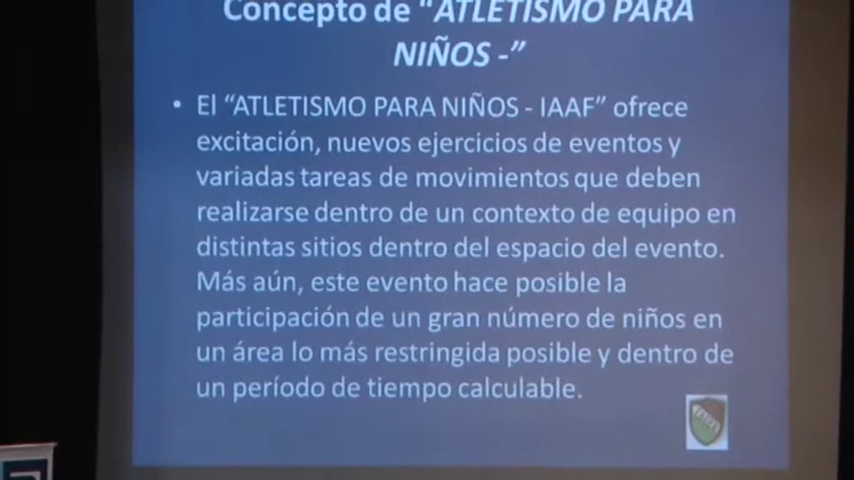 Concepto de “ATLETISMO PARA
NIÑOS -”
• El “ATLETISMO PARA NIÑOS - IAAF” ofrece
excitación, nuevos ejercicios de eventos y
variadas tareas de movimientos que deben
realizarse dentro de un contexto de equipo en
distintas sitios dentro del espacio del evento.
Más aún, este evento hace posible la
participación de un gran número de niños en
un área lo más restringida posible y dentro de
un período de tiempo calculable.